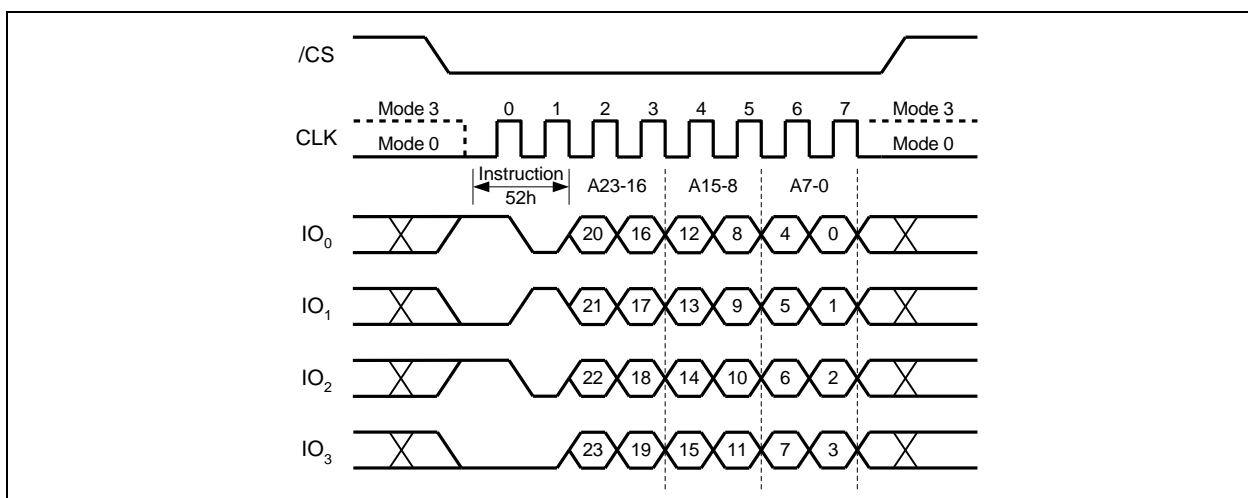 /CS
Mode 3 0 1 2 3 4 5 6 7 Mode 3
CLK
Mode 0 Mode 0
Instruction
52h
A23-16 A15-8 A7-0
IO0 20 16 12 8 4 0
IO1 21 17 13 9 5 1
IO2 22 18 14 10 6 2
IO3 23 19 15 11 7 3